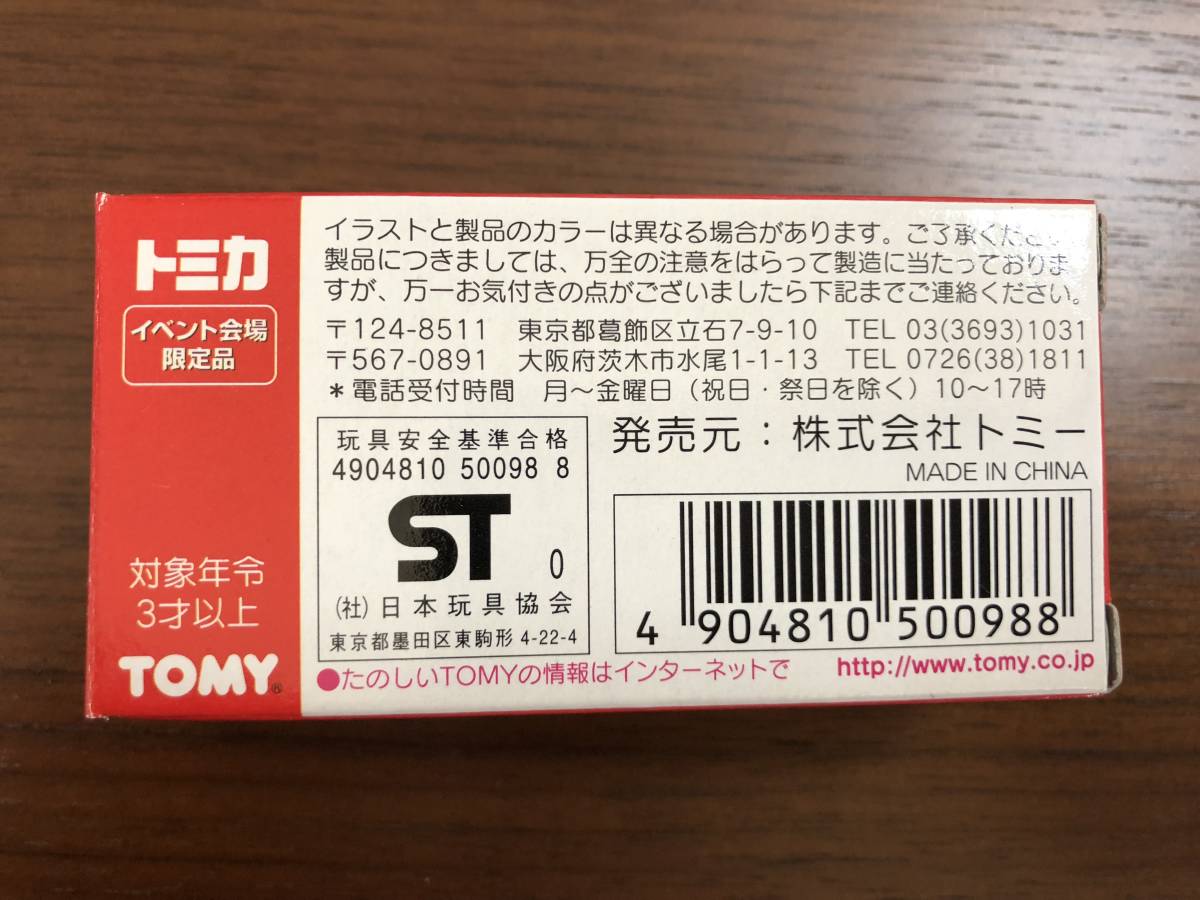 トミカ
イベント会場
限定品
対象年令
3才以上
TOMY®
イラストと製品のカラーは異なる場合があります。ご了承ください。
製品につきましては、万全の注意をはらって製造に当たっておりま
すが、万一お気付きの点がございましたら下記までご連絡ください。
〒124-8511 東京都葛飾区立石7-9-10 TEL 03(3693)1031
〒567-0891 大阪府茨木市水尾1-1-13 TEL 0726(38)1811
*電話受付時間 月～金曜日(祝日・祭日を除く)10～17時
玩具安全基準合格
4904810 50098 8
ST 0
(社)日本玩具協会
東京都墨田区東駒形 4-22-4
発売元:株式会社トミー
MADE IN CHINA
4 904810 500988
●たのしいTOMYの情報はインターネットで http://www.tomy.co.jp